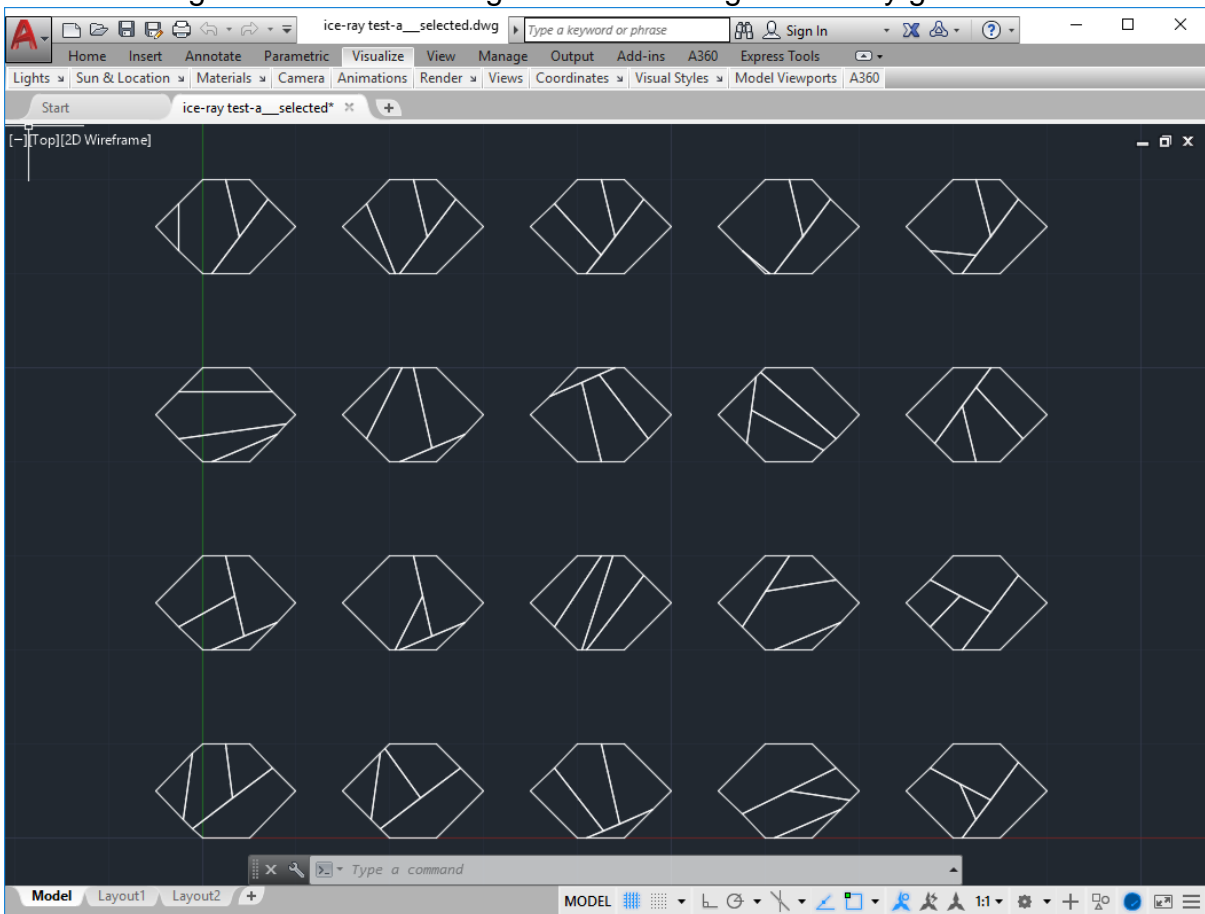 ice-ray test-a__selected.dwg Type a keyword or phrase Sign In
Home Insert Annotate Parametric Visualize View Manage Output Add-ins A360 Express Tools
Lights Sun & Location Materials Camera Animations Render Views Coordinates Visual Styles Model Viewports A360
Start ice-ray test-a__selected*
[−][Top][2D Wireframe]
Type a command
Model Layout1 Layout2 + MODEL 1:1